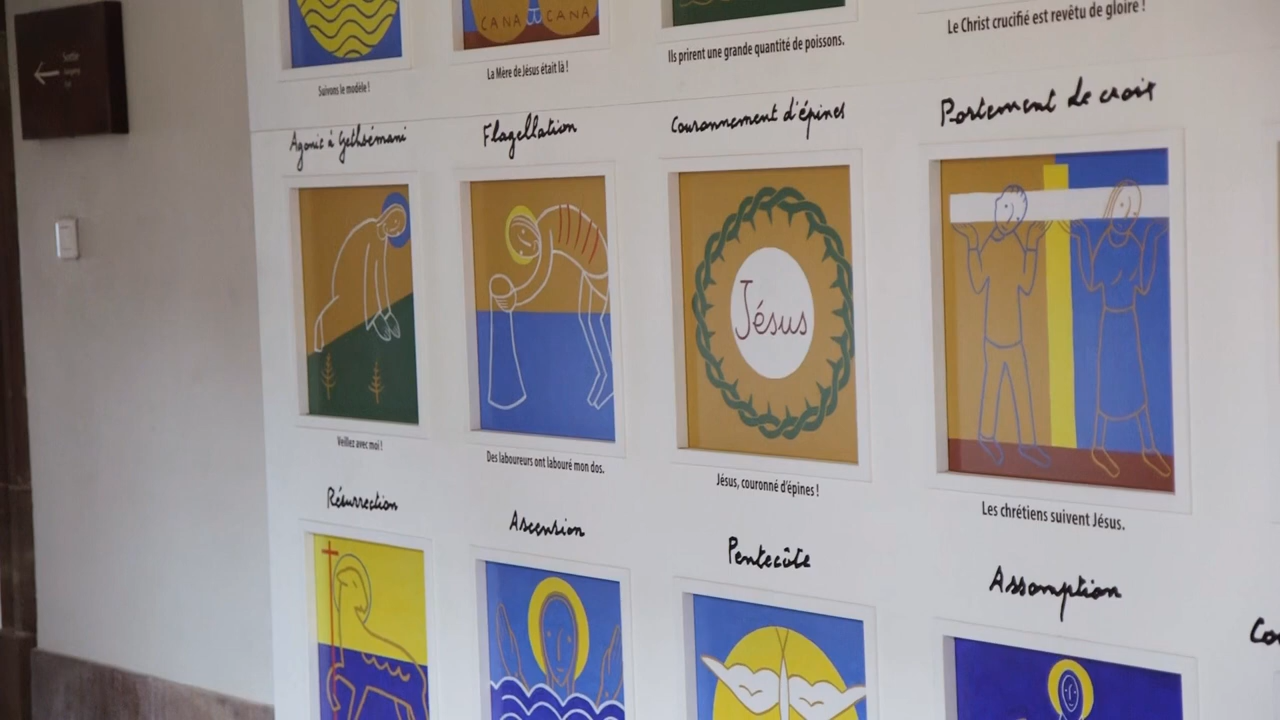 Sortie
CANA CANA
Suivons le modèle !
La Mère de Jésus était là !
Ils prirent une grande quantité de poissons.
Le Christ crucifié est revêtu de gloire !
Agonie à Gethsémani
Flagellation
Couronnement d'épines
Portement de croix
Jésus
Veillez avec moi !
Des laboureurs ont labouré mon dos.
Jésus, couronné d'épines !
Les chrétiens suivent Jésus.
Résurrection
Ascension
Pentecôte
Assomption